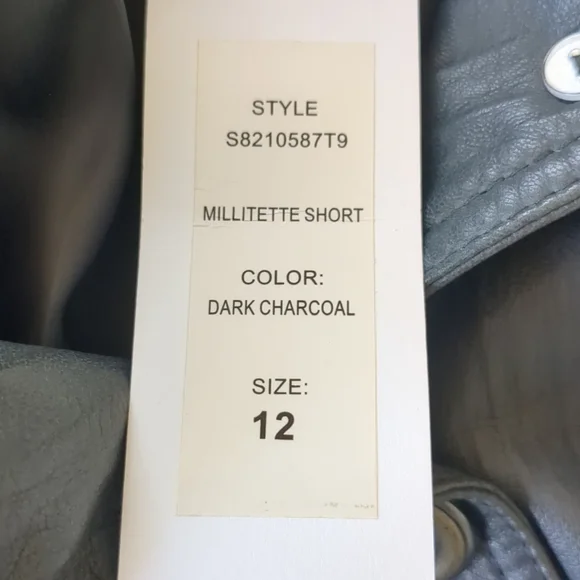 STYLE
S8210587T9
MILLITETTE SHORT
COLOR:
DARK CHARCOAL
SIZE:
12